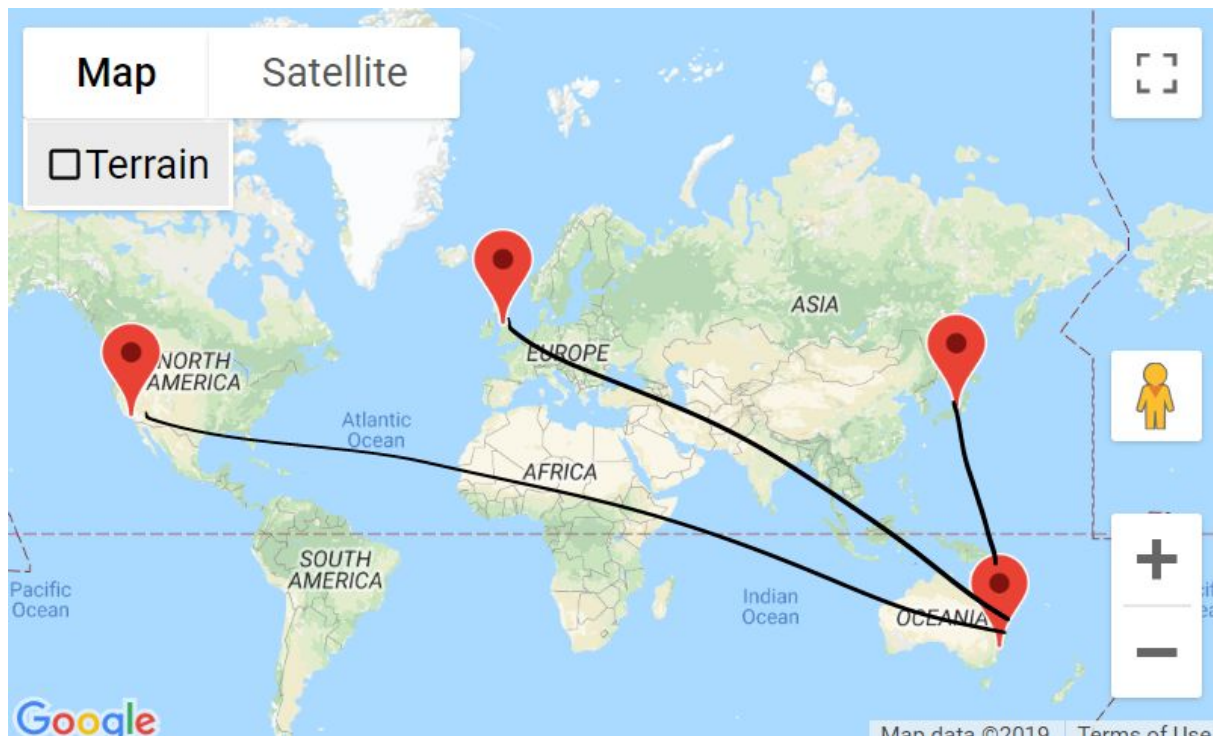 Map
Satellite
Terrain
ASIA
NORTH
AMERICA
EUROPE
Atlantic
Ocean
AFRICA
SOUTH
AMERICA
Pacific
Ocean
Indian
Ocean
OCEANIA
Google
Map data ©2019
Terms of Use